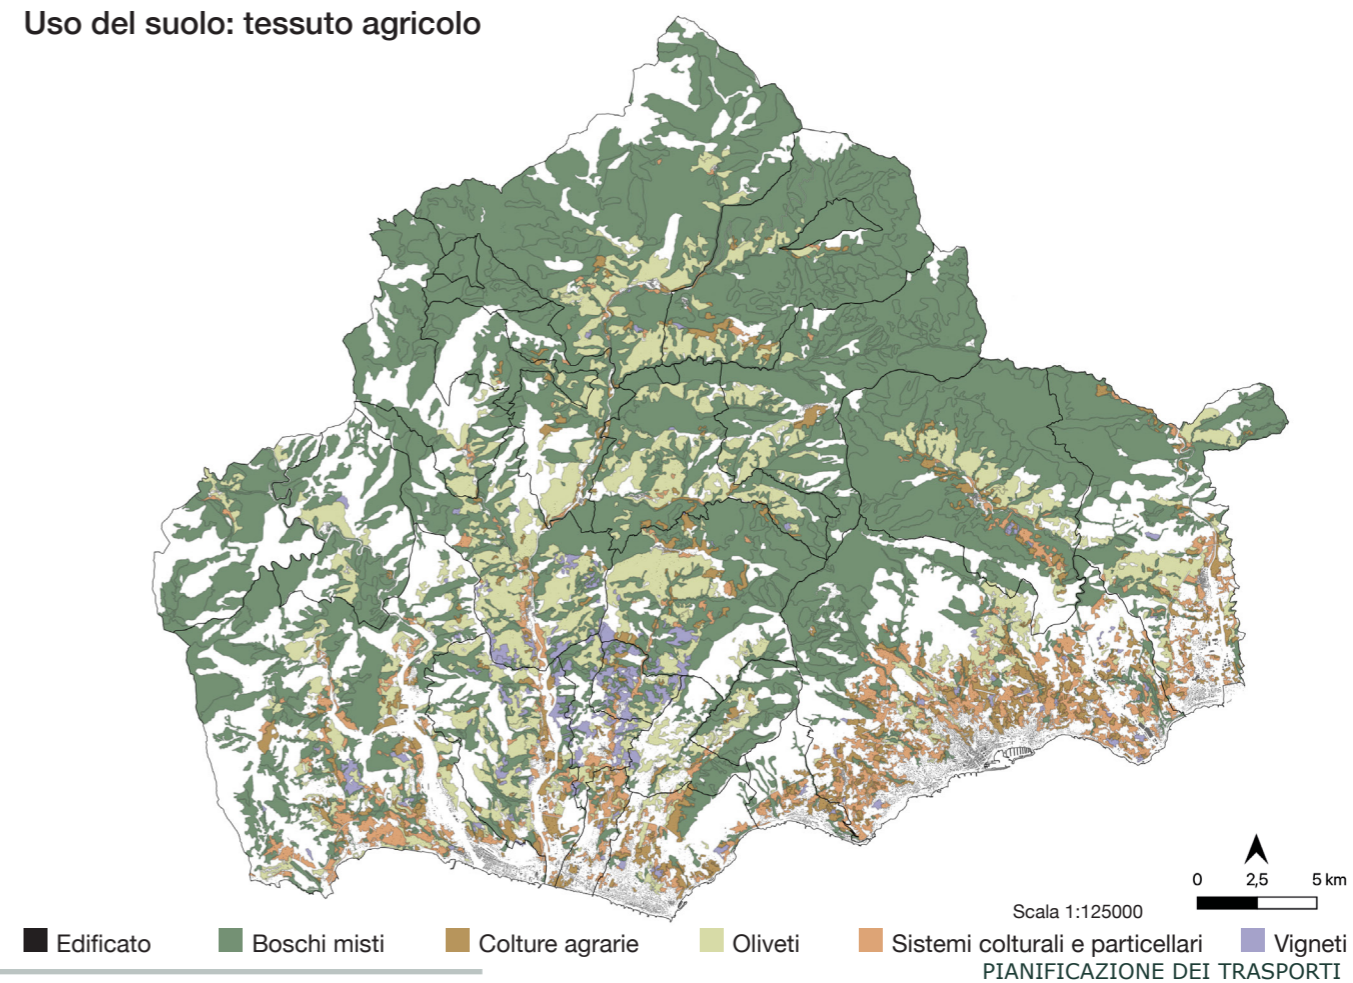 Uso del suolo: tessuto agricolo
0 2,5 5 km
Scala 1:125000
Edificato Boschi misti Colture agrarie Oliveti Sistemi colturali e particellari Vigneti
PIANIFICAZIONE DEI TRASPORTI